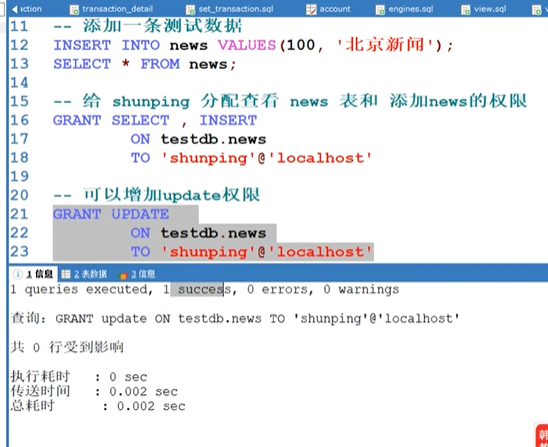 ction transaction_detail set_transaction.sql account engines.sql view.sql
11 -- 添加一条测试数据
12 INSERT INTO news VALUES(100, '北京新闻');
13 SELECT * FROM news;
14
15 -- 给 shunping 分配查看 news 表和 添加news的权限
16 GRANT SELECT , INSERT
17 ON testdb.news
18 TO 'shunping'@'localhost'
19
20 -- 可以增加update权限
21 GRANT UPDATE
22 ON testdb.news
23 TO 'shunping'@'localhost'
1 信息 2 表数据 3 信息
1 queries executed, 1 success, 0 errors, 0 warnings
查询: GRANT update ON testdb.news TO 'shunping'@'localhost'
共 0 行受到影响
执行耗时 : 0 sec
传送时间 : 0.002 sec
总耗时 : 0.002 sec